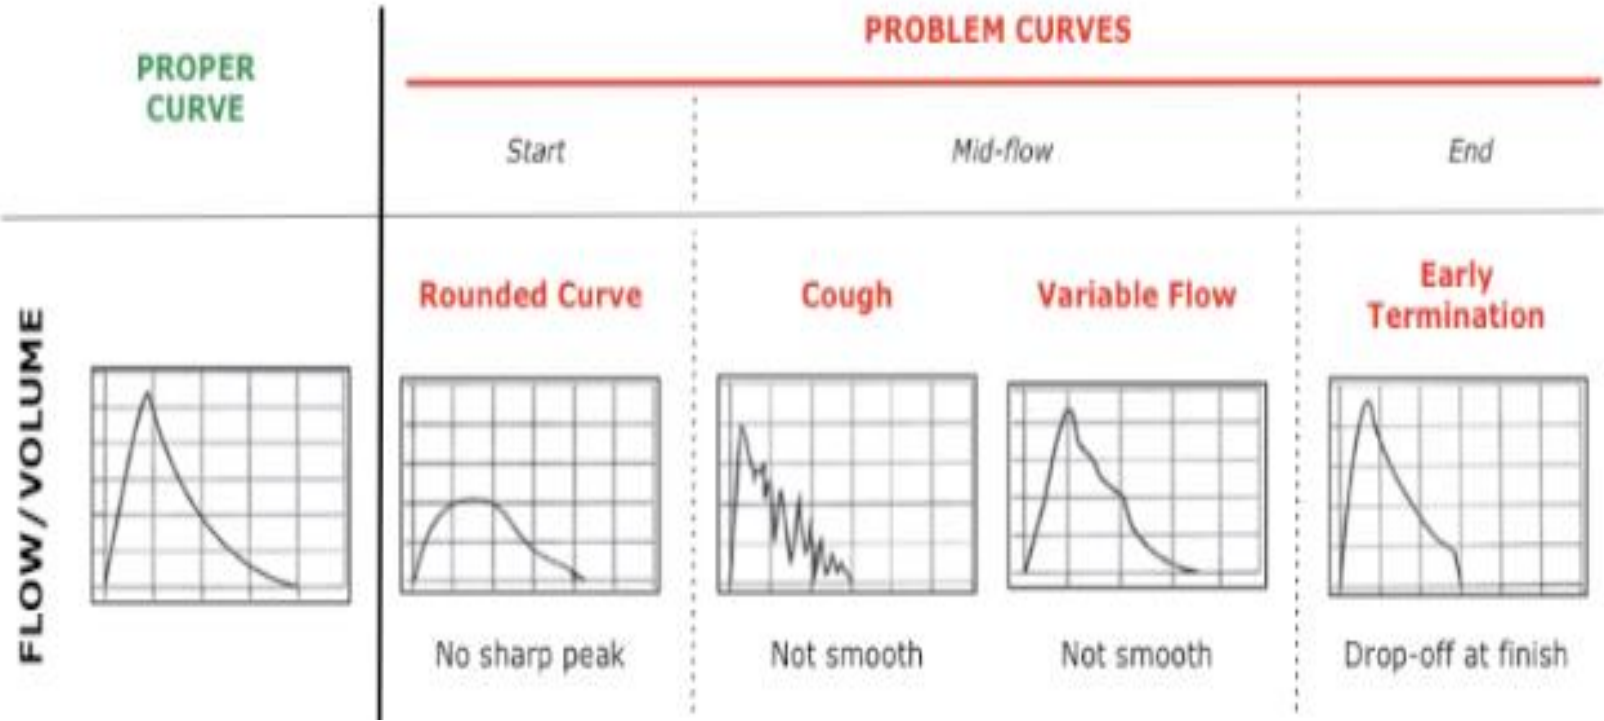 PROPER
CURVE
PROBLEM CURVES
Start
Mid-flow
End
FLOW/VOLUME
Rounded Curve
Cough
Variable Flow
Early
Termination
No sharp peak
Not smooth
Not smooth
Drop-off at finish